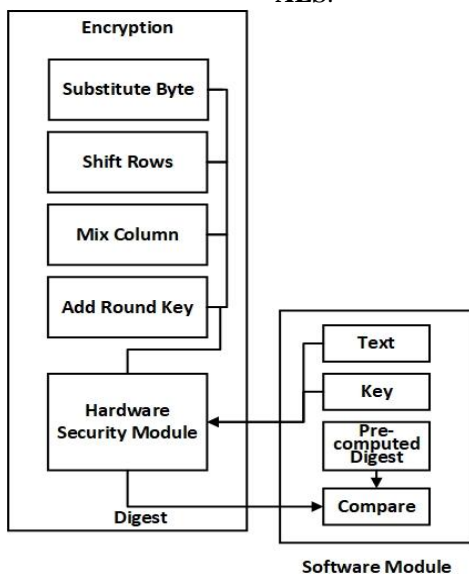 AES.
Encryption
Substitute Byte
Shift Rows
Mix Column
Add Round Key
Hardware
Security Module
Digest
Text
Key
Pre-
computed
Digest
Compare
Software Module